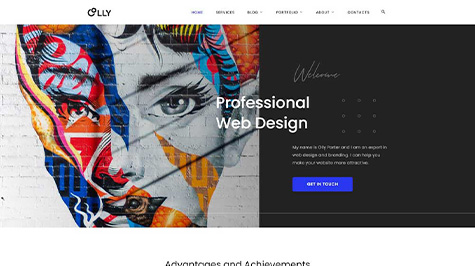 OLLY
HOME SERVICES BLOG PORTFOLIO ABOUT CONTACTS
Welcome
Professional
Web Design
My name is Olly Porter and I am an expert in
web design and branding. I can help you
make your website more attractive.
GET IN TOUCH
Advantages and Achievements